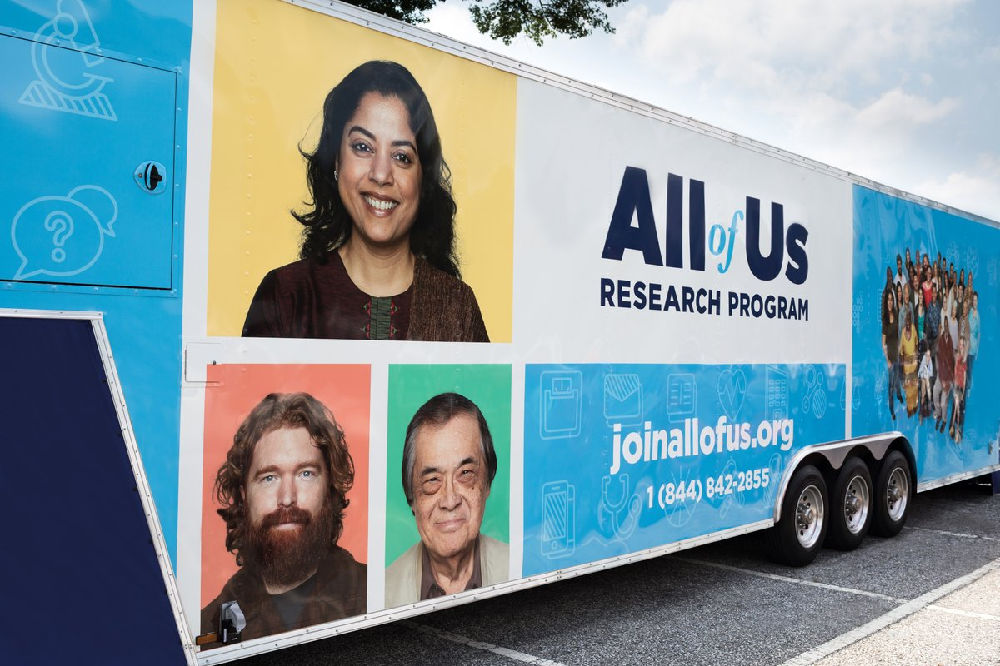 All of Us
RESEARCH PROGRAM
joinallofus.org
1 (844) 842-2855